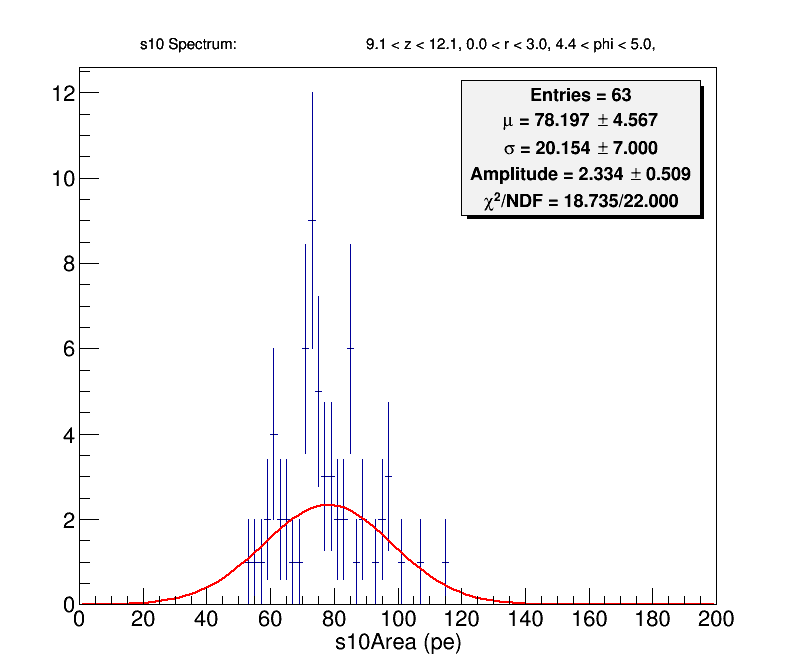 s10 Spectrum: 9.1 < z < 12.1, 0.0 < r < 3.0, 4.4 < phi < 5.0,
Entries = 63
μ = 78.197 ± 4.567
σ = 20.154 ± 7.000
Amplitude = 2.334 ± 0.509
χ²/NDF = 18.735/22.000
12
10
8
6
4
2
0
0 20 40 60 80 100 120 140 160 180 200
s10Area (pe)